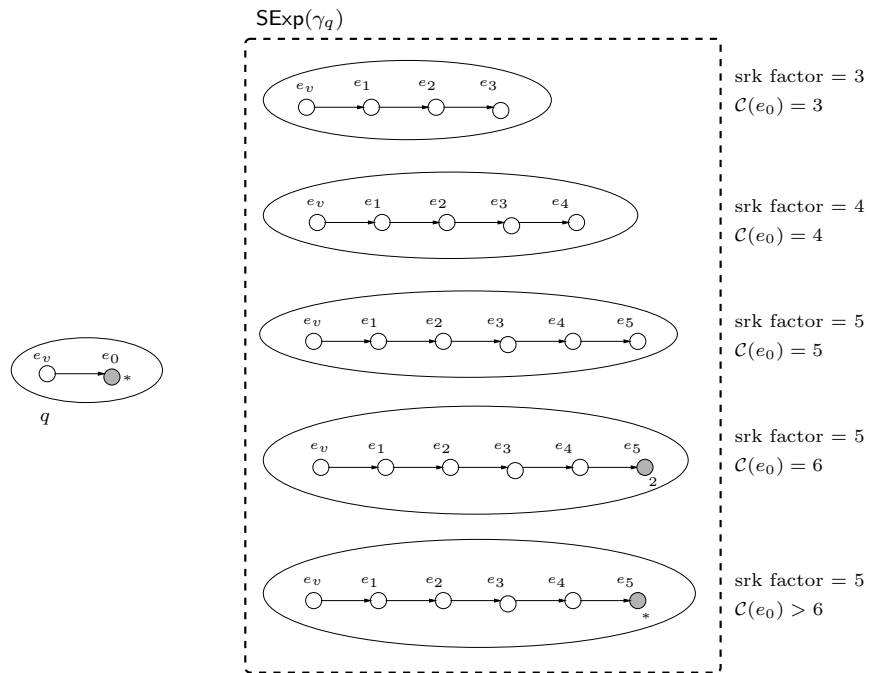 SExp(γ_q)
e_v e_1 e_2 e_3
srk factor = 3
C(e_0) = 3
e_v e_1 e_2 e_3 e_4
srk factor = 4
C(e_0) = 4
e_v e_1 e_2 e_3 e_4 e_5
srk factor = 5
C(e_0) = 5
e_v e_0
*
q
e_v e_1 e_2 e_3 e_4 e_5
2
srk factor = 5
C(e_0) = 6
e_v e_1 e_2 e_3 e_4 e_5
*
srk factor = 5
C(e_0) > 6